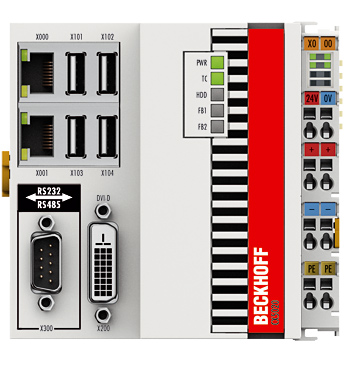 X000 X101 X102
X001 X103 X104
RS232
RS485
DVI-D
X300
X200
PWR
TC
HDD
FB1
FB2
BECKHOFF
X0 00
24V 0V
+ +
– –
PE PE